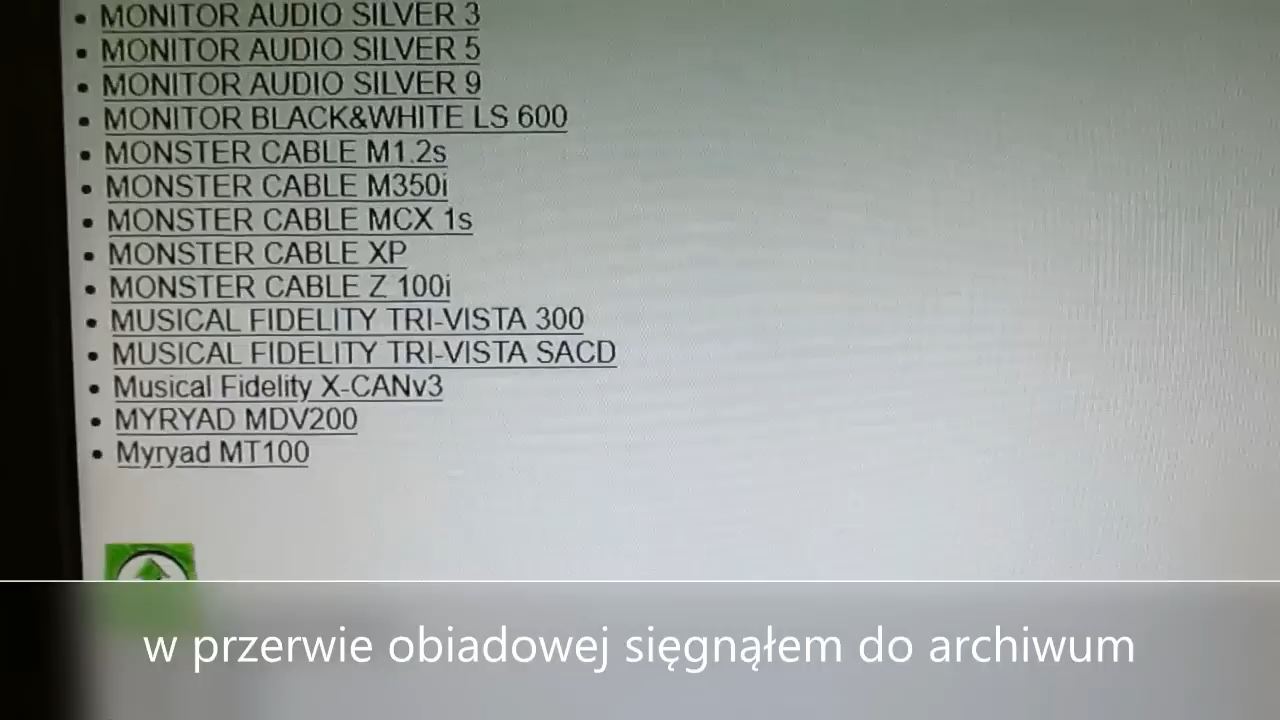 MONITOR AUDIO SILVER 3
MONITOR AUDIO SILVER 5
MONITOR AUDIO SILVER 9
MONITOR BLACK&WHITE LS 600
MONSTER CABLE M1.2s
MONSTER CABLE M350i
MONSTER CABLE MCX 1s
MONSTER CABLE XP
MONSTER CABLE Z 100i
MUSICAL FIDELITY TRI-VISTA 300
MUSICAL FIDELITY TRI-VISTA SACD
Musical Fidelity X-CANv3
MYRYAD MDV200
Myryad MT100
w przerwie obiadowej sięgnąłem do archiwum